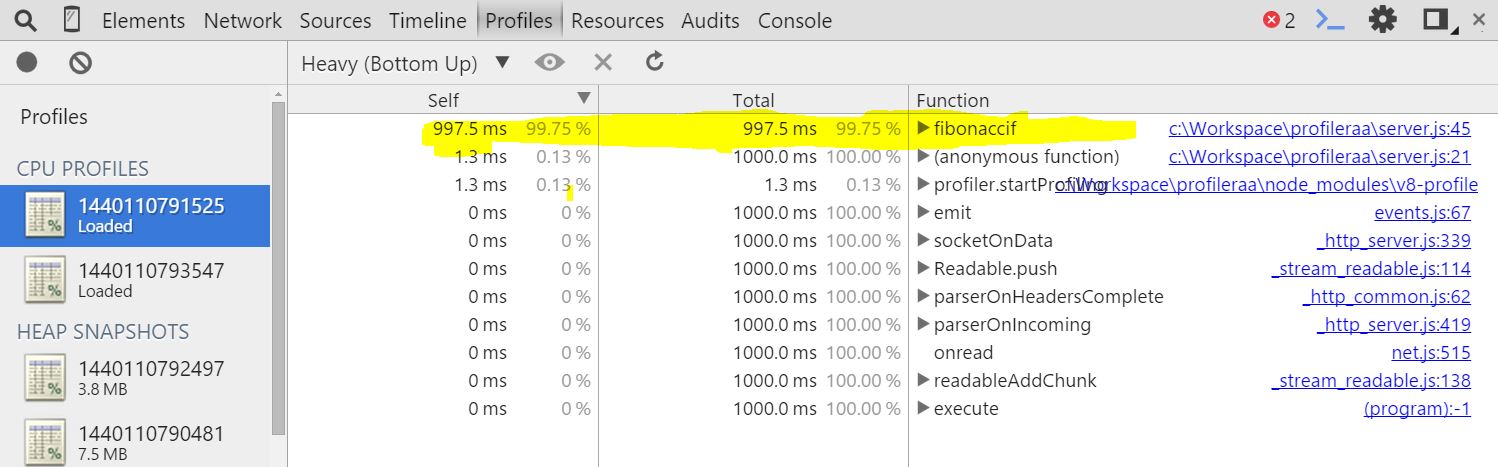 Elements Network Sources Timeline Profiles Resources Audits Console 2
Heavy (Bottom Up)
Profiles
CPU PROFILES
1440110791525
Loaded
1440110793547
Loaded
HEAP SNAPSHOTS
1440110792497
3.8 MB
1440110790481
7.5 MB
Self Total Function
997.5 ms 99.75 % 997.5 ms 99.75 % fibonaccif c:\Workspace\profileraa\server.js:45
1.3 ms 0.13 % 1000.0 ms 100.00 % (anonymous function) c:\Workspace\profileraa\server.js:21
1.3 ms 0.13 % 1.3 ms 0.13 % profiler.startProfiling c:\Workspace\profileraa\node_modules\v8-profile
0 ms 0 % 1000.0 ms 100.00 % emit events.js:67
0 ms 0 % 1000.0 ms 100.00 % socketOnData _http_server.js:339
0 ms 0 % 1000.0 ms 100.00 % Readable.push _stream_readable.js:114
0 ms 0 % 1000.0 ms 100.00 % parserOnHeadersComplete _http_common.js:62
0 ms 0 % 1000.0 ms 100.00 % parserOnIncoming _http_server.js:419
0 ms 0 % 1000.0 ms 100.00 % onread net.js:515
0 ms 0 % 1000.0 ms 100.00 % readableAddChunk _stream_readable.js:138
0 ms 0 % 1000.0 ms 100.00 % execute (program):-1